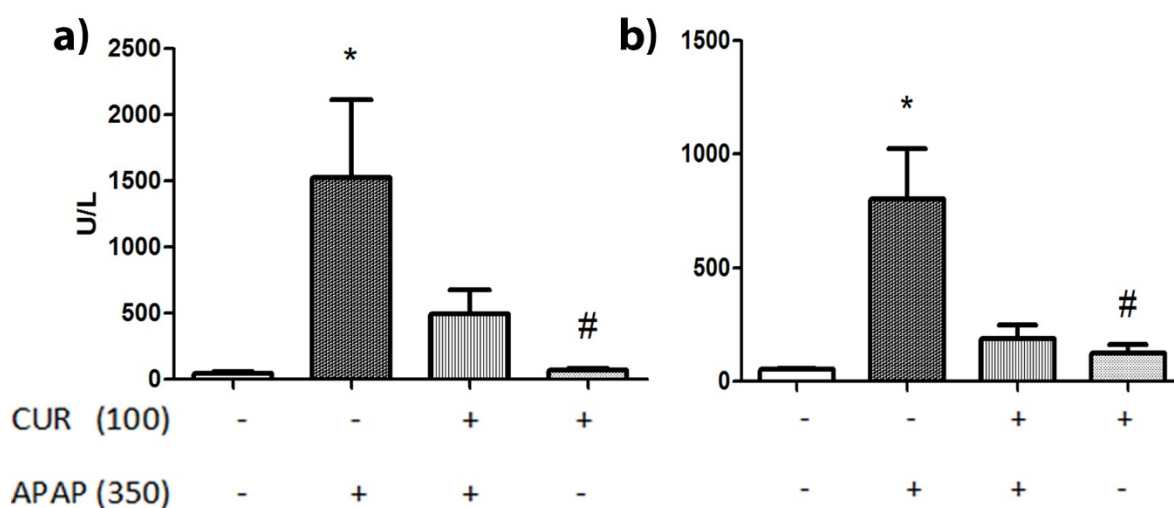 a)
b)
U/L
2500
2000
1500
1000
500
0
*
#
1500
1000
500
0
*
#
CUR (100) - - + + - - + +
APAP (350) - + + - - + + -